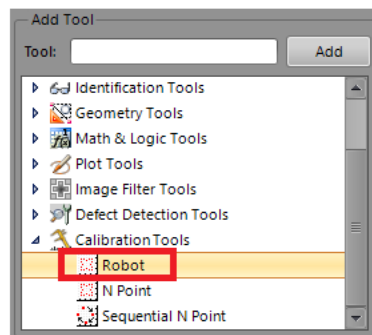 Add Tool
Tool: Add
Identification Tools
Geometry Tools
Math & Logic Tools
Plot Tools
Image Filter Tools
Defect Detection Tools
Calibration Tools
Robot
N Point
Sequential N Point